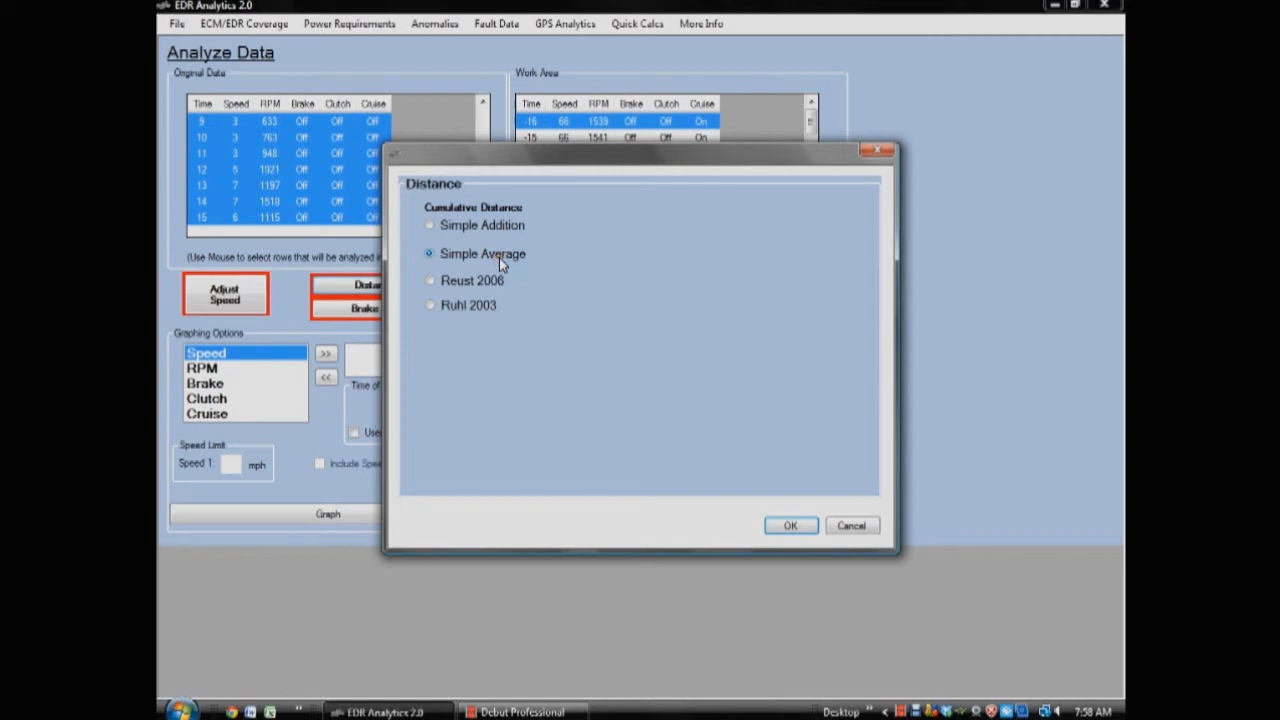 EDR Analytics 2.0
File ECM/EDR Coverage Power Requirements Anomalies Fault Data GPS Analytics Quick Calcs More Info
Analyze Data
Original Data
Work Area
Time Speed RPM Brake Clutch Cruise
9 3 633 Off Off Off
10 3 763 Off Off Off
11 3 948 Off Off Off
12 5 1021 Off Off Off
13 7 1197 Off Off Off
14 7 1518 Off Off Off
15 6 1115 Off Off Off
Time Speed RPM Brake Clutch Cruise
-16 66 1539 Off Off On
-15 66 1541 Off Off On
(Use Mouse to select rows that will be analyzed
Adjust
Speed
Brake
Graphing Options
Speed
RPM
Brake
Clutch
Cruise
>>
<<
Time of
Speed Limit
Speed 1: mph
Include
Graph
Distance
Cumulative Distance
Simple Addition
Simple Average
Reust 2006
Ruhl 2003
OK
Cancel
EDR Analytics 2.0
Debut Professional
Desktop
7:58 AM